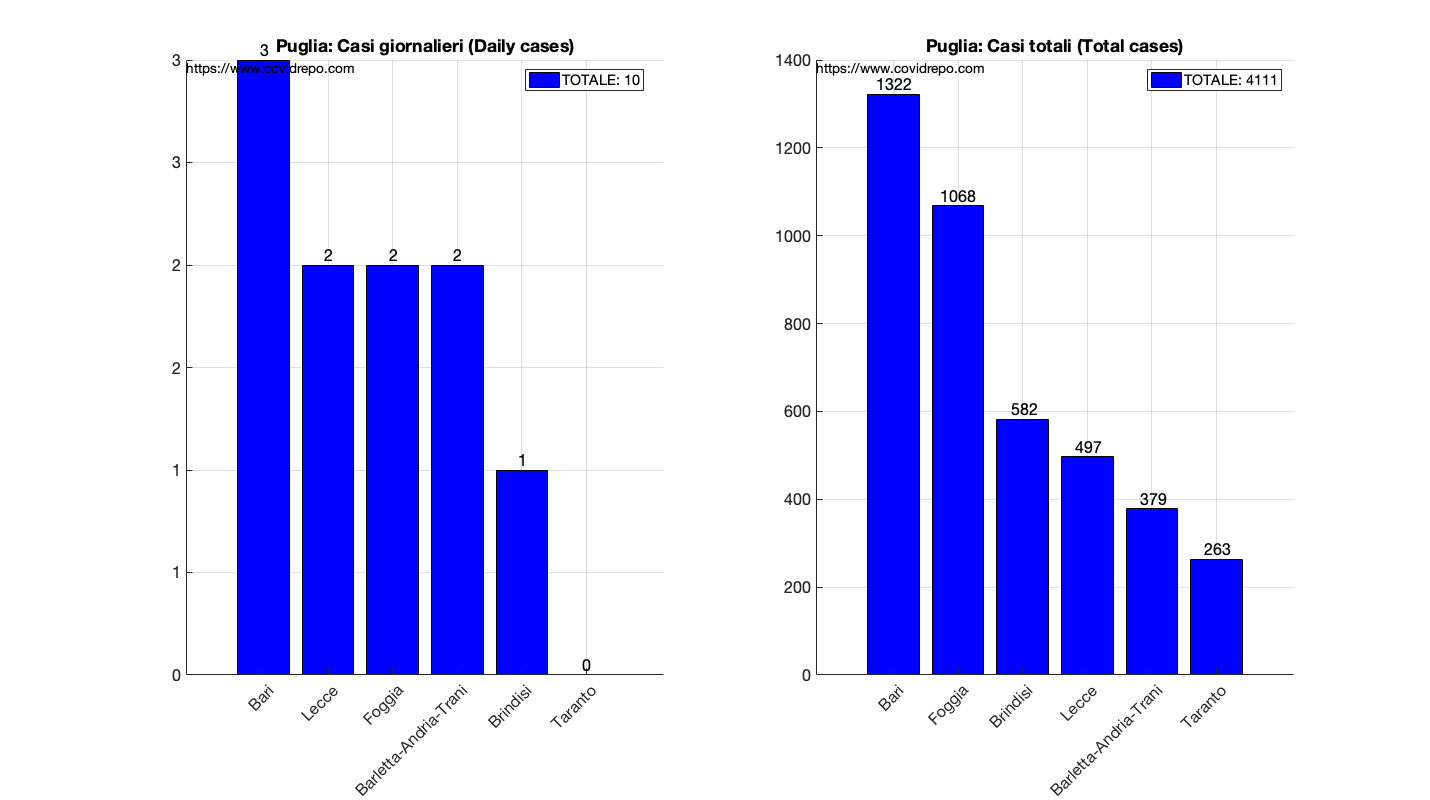 Puglia: Casi giornalieri (Daily cases)
https://www.covidrepo.com
TOTALE: 10
3
3
2
2
1
1
0
3
2
2
2
1
0
Bari
Lecce
Foggia
Barletta-Andria-Trani
Brindisi
Taranto
Puglia: Casi totali (Total cases)
https://www.covidrepo.com
TOTALE: 4111
1400
1200
1000
800
600
400
200
0
1322
1068
582
497
379
263
Bari
Foggia
Brindisi
Lecce
Barletta-Andria-Trani
Taranto